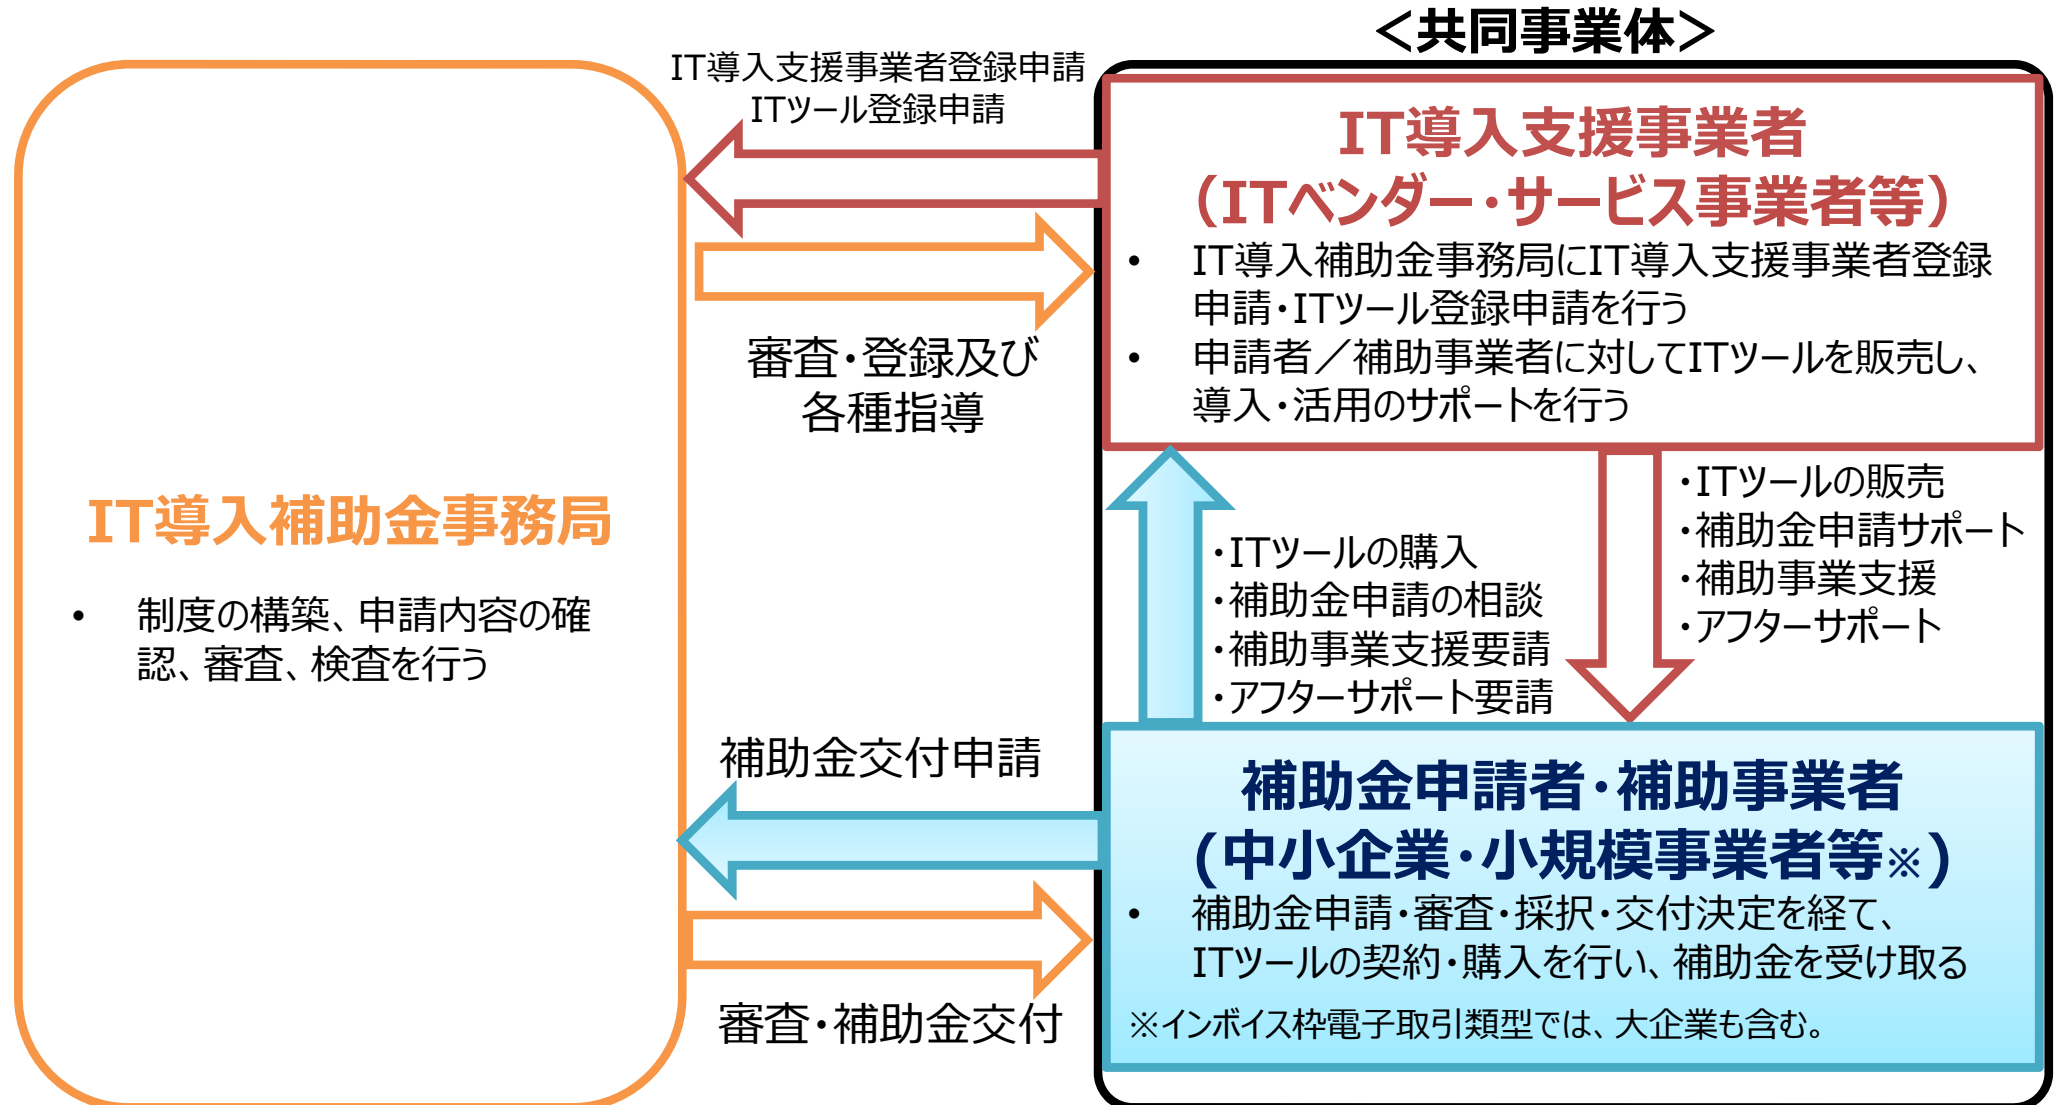 ＜共同事業体＞
IT導入支援事業者登録申請
ITツール登録申請
IT導入支援事業者
（ITベンダー・サービス事業者等）
• IT導入補助金事務局にIT導入支援事業者登録
申請・ITツール登録申請を行う
• 申請者／補助事業者に対してITツールを販売し、
導入・活用のサポートを行う
審査・登録及び
各種指導
IT導入補助金事務局
• 制度の構築、申請内容の確
認、審査、検査を行う
・ITツールの購入
・補助金申請の相談
・補助事業支援要請
・アフターサポート要請
・ITツールの販売
・補助金申請サポート
・補助事業支援
・アフターサポート
補助金交付申請
補助金申請者・補助事業者
(中小企業・小規模事業者等※)
• 補助金申請・審査・採択・交付決定を経て、
ITツールの契約・購入を行い、補助金を受け取る
※インボイス枠電子取引類型では、大企業も含む。
審査・補助金交付